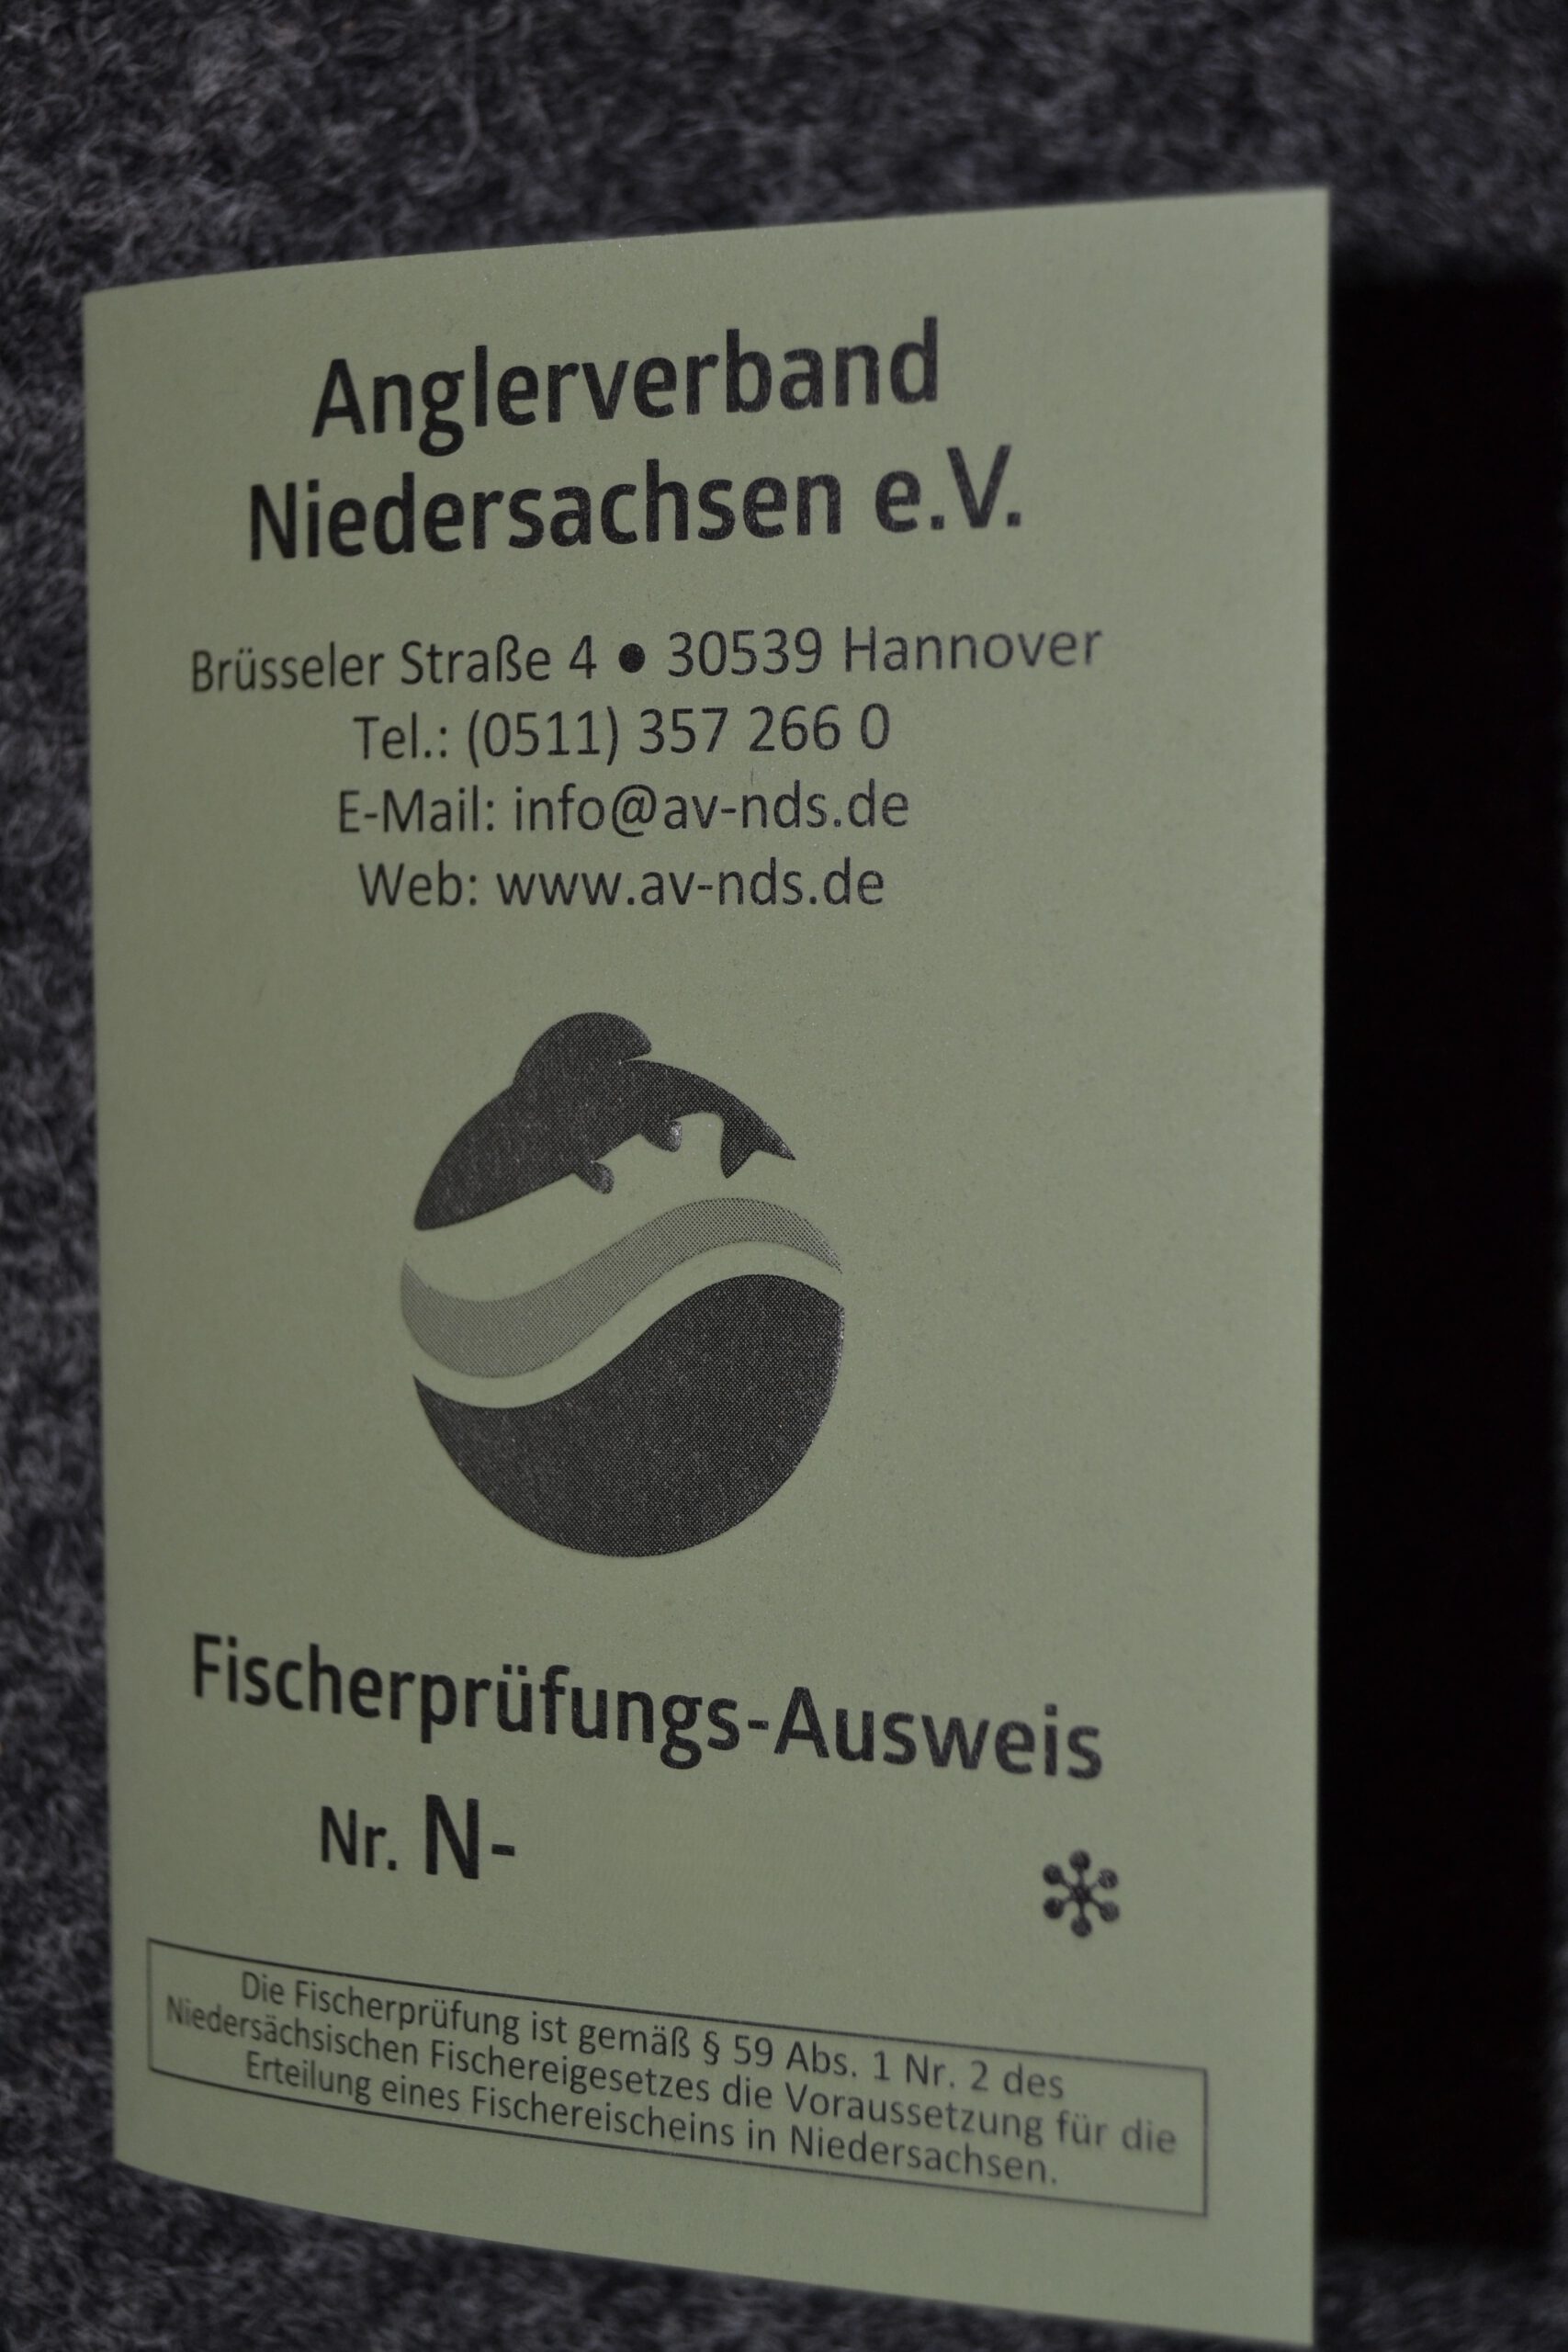 Anglerverband
Niedersachsen e.V.
Brüsseler Straße 4 ● 30539 Hannover
Tel.: (0511) 357 266 0
E-Mail: info@av-nds.de
Web: www.av-nds.de
Fischerprüfungs-Ausweis
Nr. N-
Die Fischerprüfung ist gemäß § 59 Abs. 1 Nr. 2 des
Niedersächsischen Fischereigesetzes die Voraussetzung für die
Erteilung eines Fischereischeins in Niedersachsen.